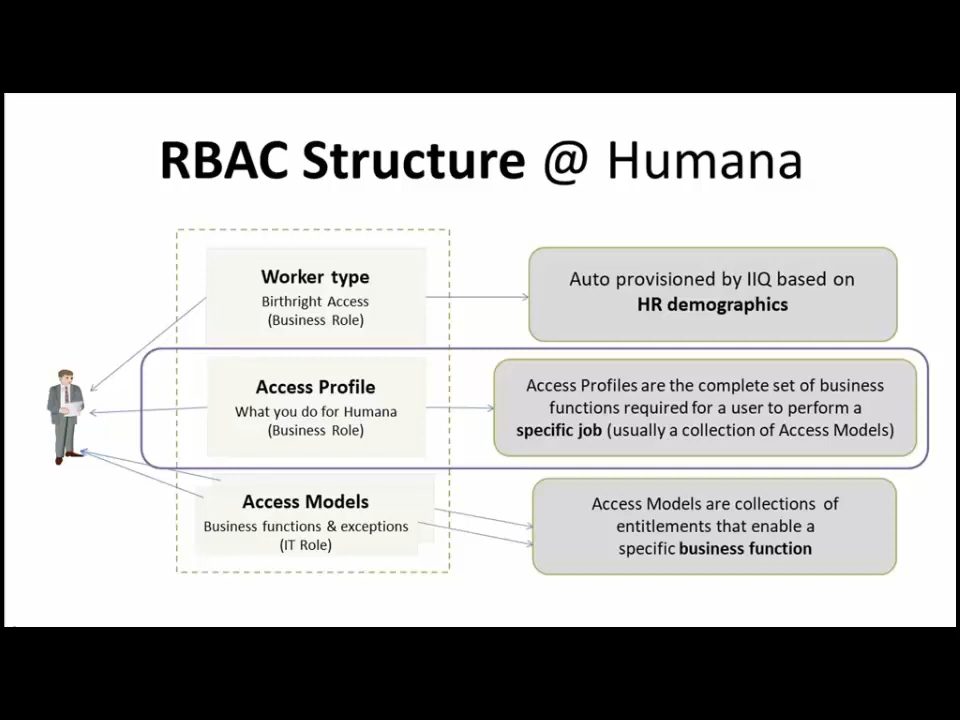 RBAC Structure @ Humana
Worker type
Birthright Access
(Business Role)
Auto provisioned by IIQ based on
HR demographics
Access Profile
What you do for Humana
(Business Role)
Access Profiles are the complete set of business
functions required for a user to perform a
specific job (usually a collection of Access Models)
Access Models
Business functions & exceptions
(IT Role)
Access Models are collections of
entitlements that enable a
specific business function